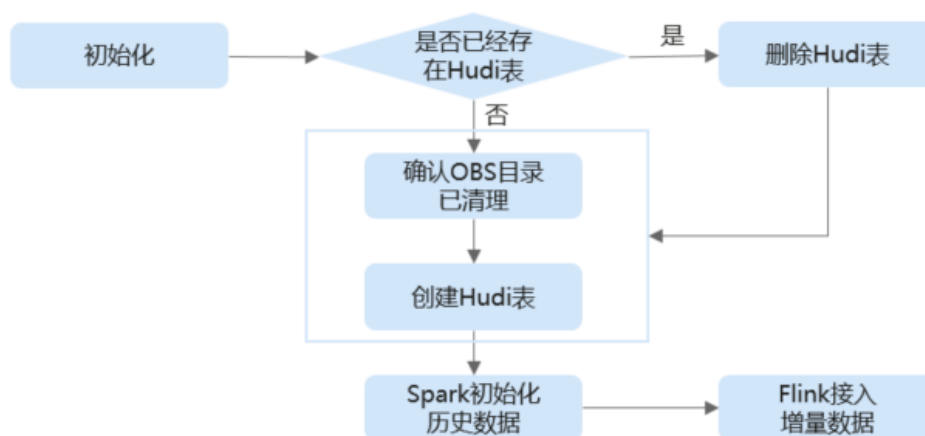 初始化
是否已经存
在Hudi表
是
删除Hudi表
否
确认OBS目录
已清理
创建Hudi表
Spark初始化
历史数据
Flink接入
增量数据